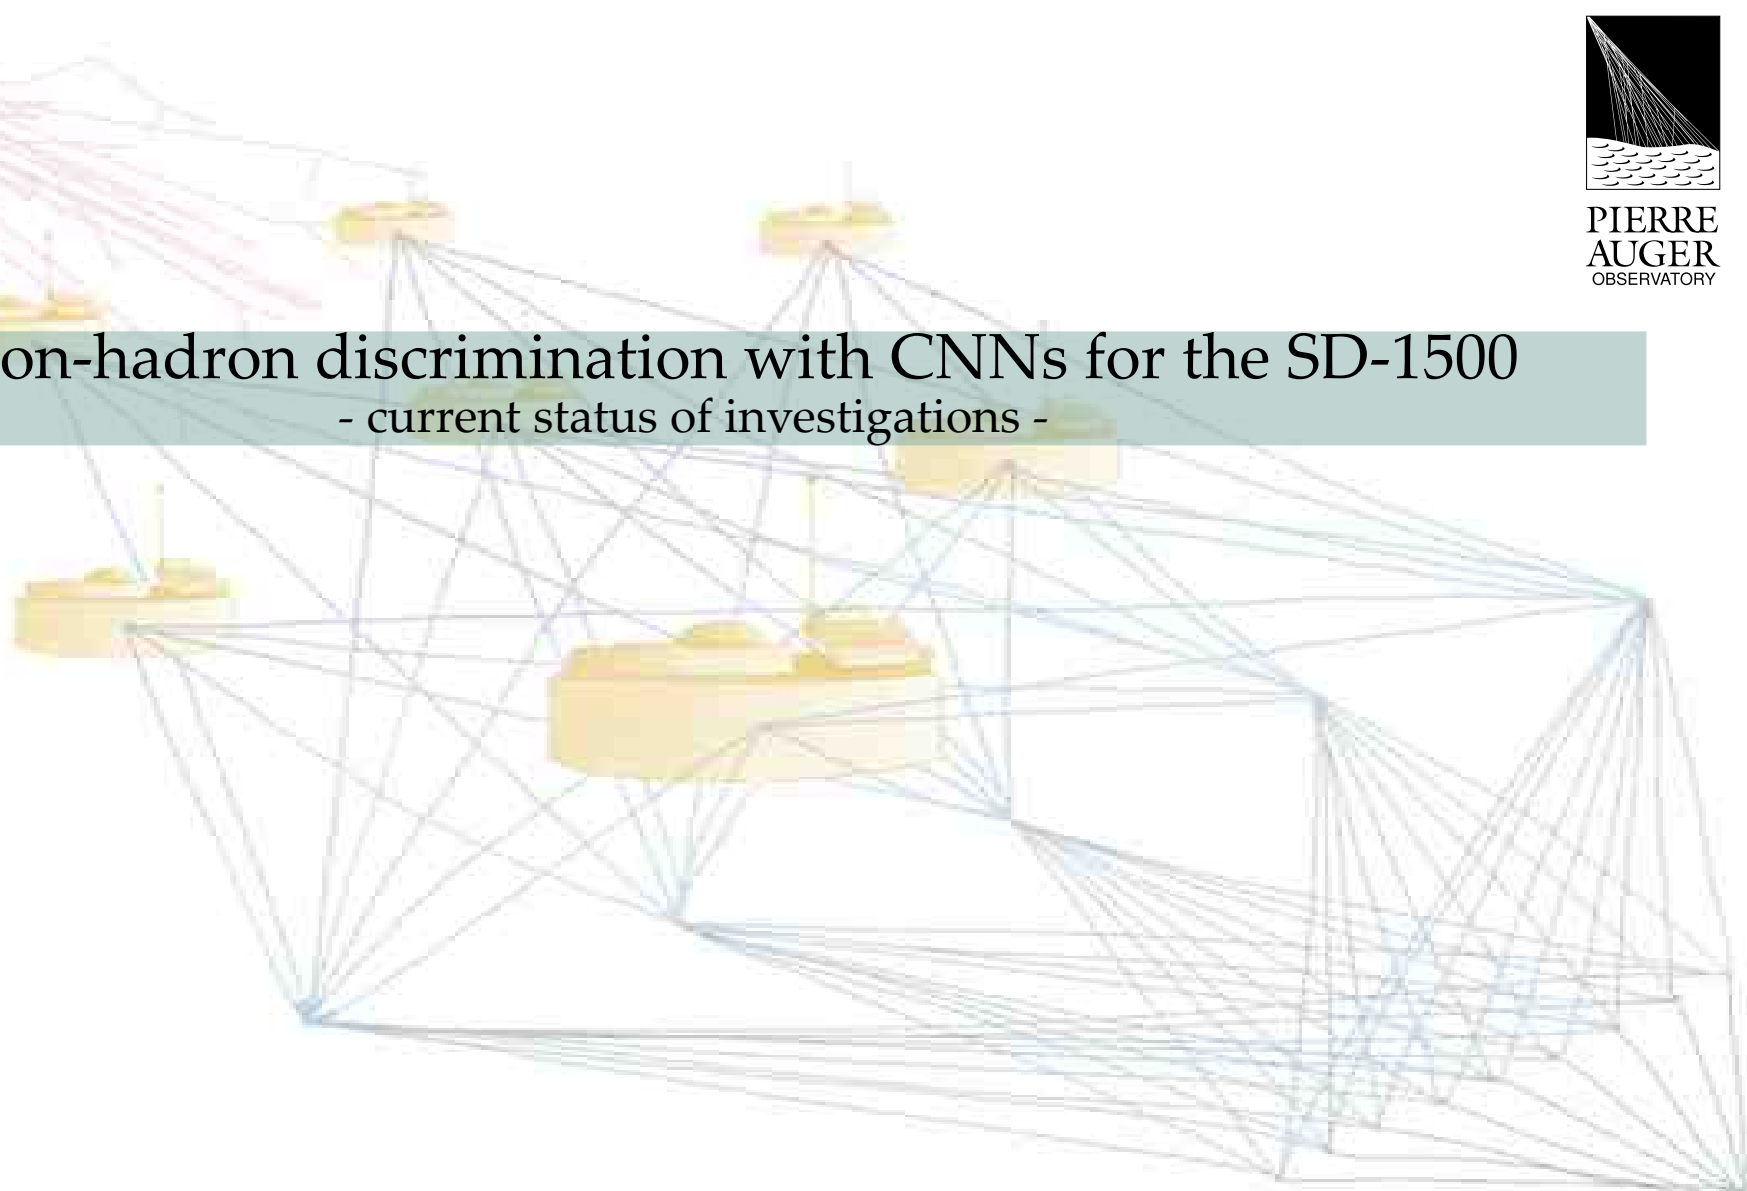 PIERRE
AUGER
OBSERVATORY
on-hadron discrimination with CNNs for the SD-1500
- current status of investigations -